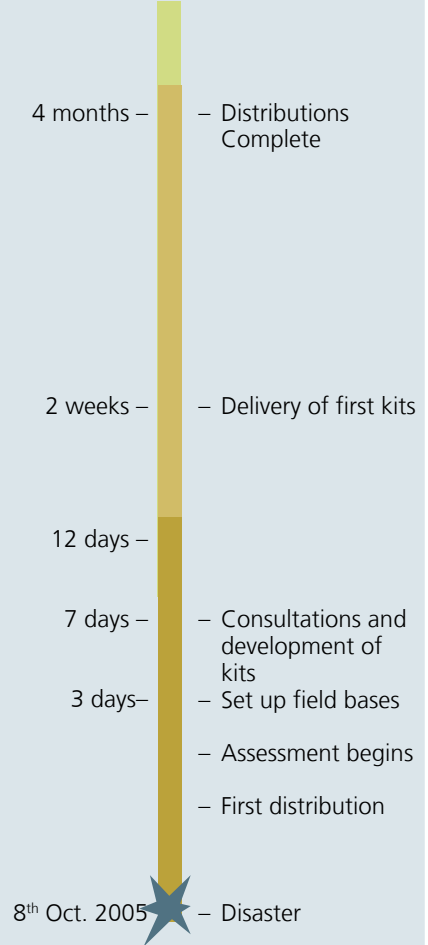 4 months –
– Distributions
Complete
2 weeks –
– Delivery of first kits
12 days –
7 days –
– Consultations and
development of
kits
3 days–
– Set up field bases
– Assessment begins
– First distribution
8th Oct. 2005
– Disaster